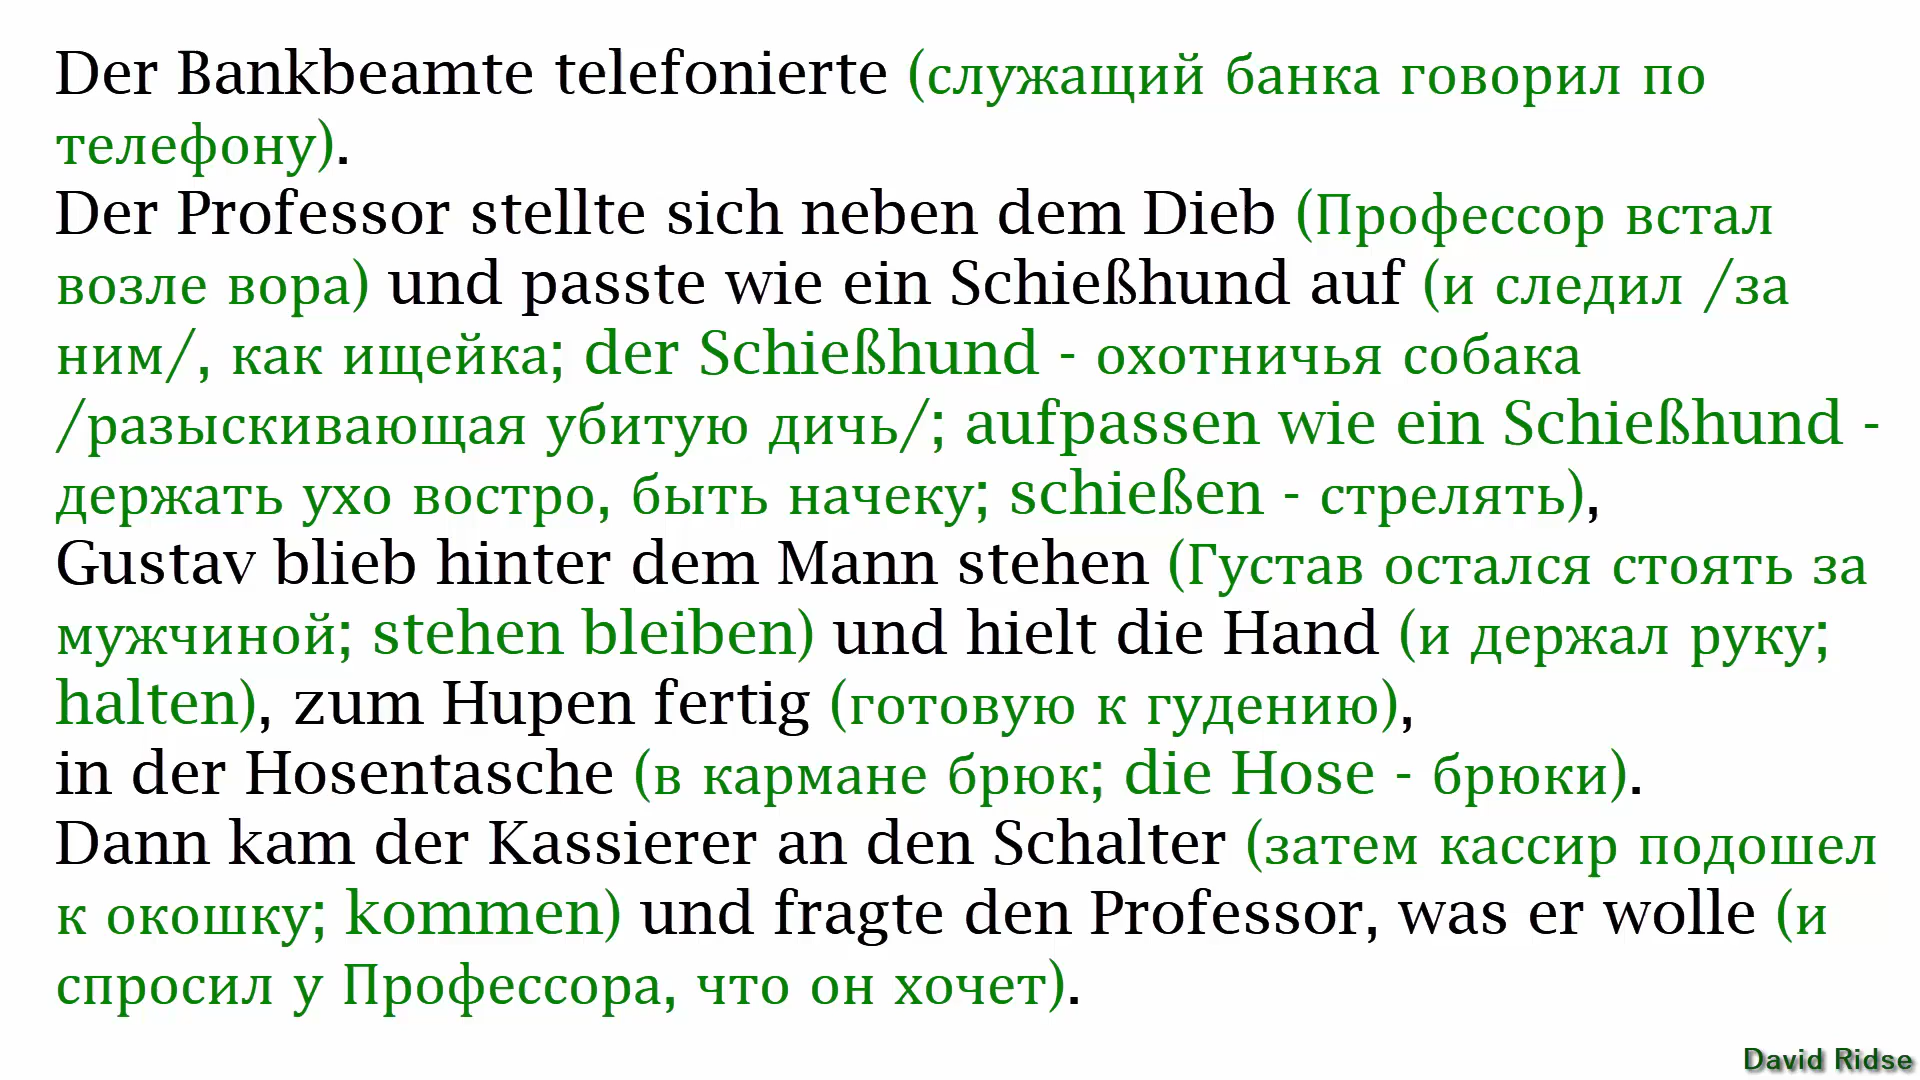 Der Bankbeamte telefonierte (служащий банка говорил по
телефону).
Der Professor stellte sich neben dem Dieb (Профессор встал
возле вора) und passte wie ein Schießhund auf (и следил /за
ним/, как ищейка; der Schießhund - охотничья собака
/разыскивающая убитую дичь/; aufpassen wie ein Schießhund -
держать ухо востро, быть начеку; schießen - стрелять),
Gustav blieb hinter dem Mann stehen (Густав остался стоять за
мужчиной; stehen bleiben) und hielt die Hand (и держал руку;
halten), zum Hupen fertig (готовую к гудению),
in der Hosentasche (в кармане брюк; die Hose - брюки).
Dann kam der Kassierer an den Schalter (затем кассир подошел
к окошку; kommen) und fragte den Professor, was er wolle (и
спросил у Профессора, что он хочет).
David Ridse